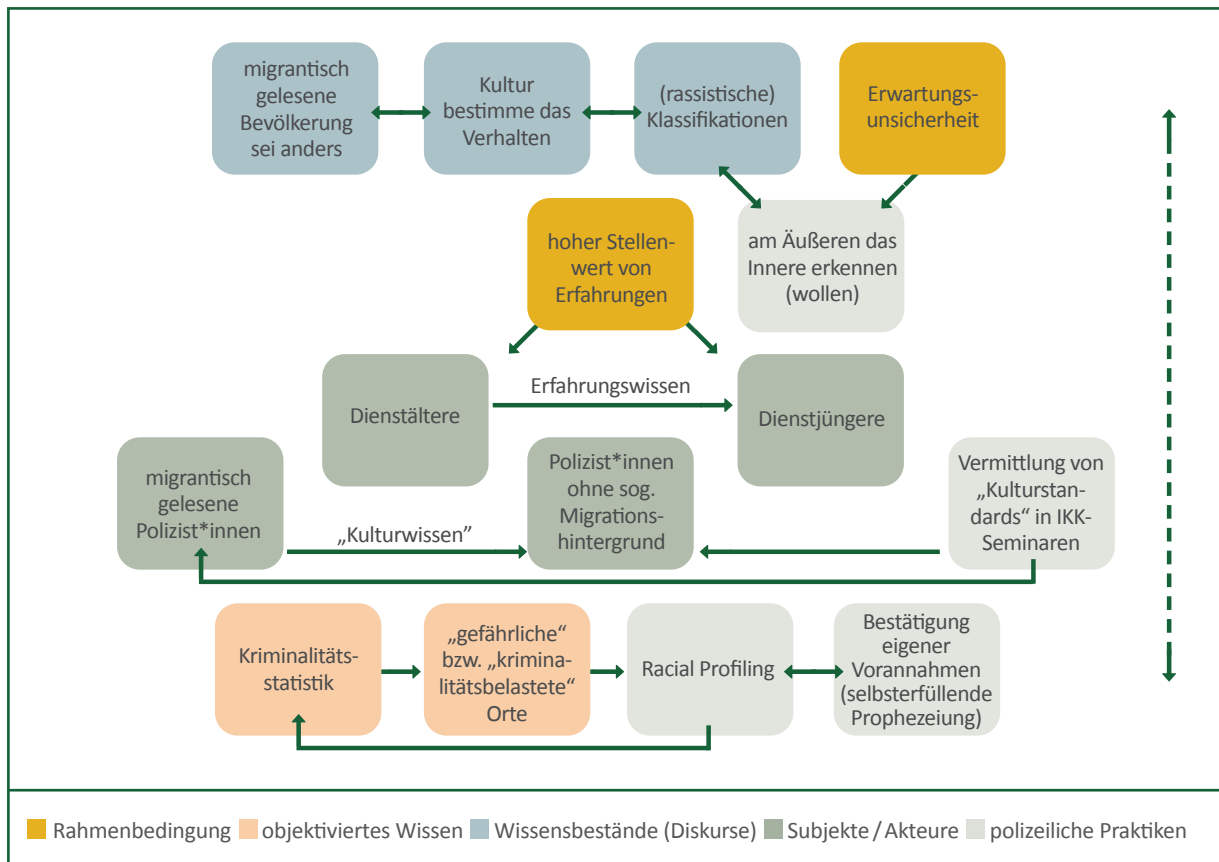 migrantisch
gelesene
Bevölkerung
sei anders
Kultur
bestimme das
Verhalten
(rassistische)
Klassifikationen
Erwartungs-
unsicherheit
hoher Stellen-
wert von
Erfahrungen
am Äußeren das
Innere erkennen
(wollen)
Dienstältere
Erfahrungswissen
Dienstjüngere
migrantisch
gelesene
Polizist*innen
„Kulturwissen”
Polizist*innen
ohne sog.
Migrations-
hintergrund
Vermittlung von
„Kulturstan-
dards“ in IKK-
Seminaren
Kriminalitäts-
statistik
„gefährliche“
bzw. „krimina-
litätsbelastete“
Orte
Racial Profiling
Bestätigung
eigener
Vorannahmen
(selbsterfüllende
Prophezeiung)
Rahmenbedingung objektiviertes Wissen Wissensbestände (Diskurse) Subjekte / Akteure polizeiliche Praktiken